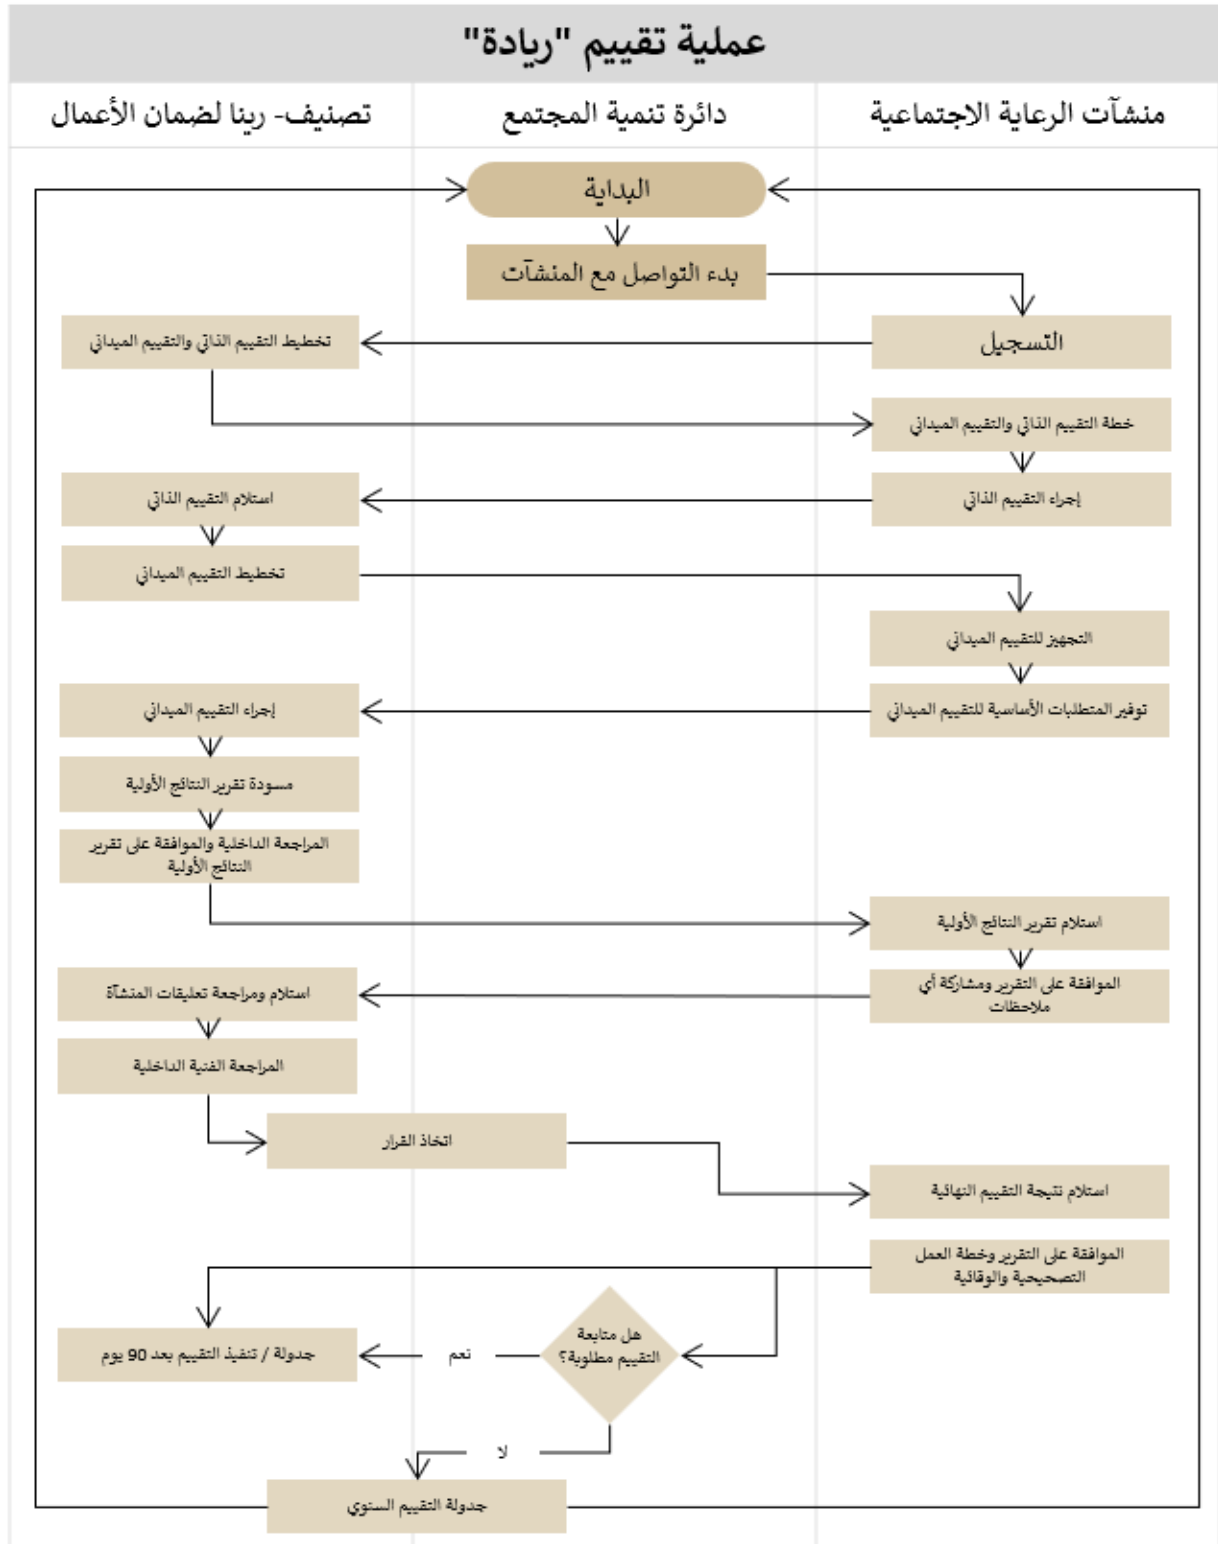 عملية تقييم "ريادة"
منشآت الرعاية الاجتماعية
دائرة تنمية المجتمع
تصنيف- رينا لضمان الأعمال
البداية
بدء التواصل مع المنشآت
التسجيل
تخطيط التقييم الذاتي والتقييم الميداني
خطة التقييم الذاتي والتقييم الميداني
إجراء التقييم الذاتي
استلام التقييم الذاتي
تخطيط التقييم الميداني
التجهيز للتقييم الميداني
توفير المتطلبات الأساسية للتقييم الميداني
إجراء التقييم الميداني
مسودة تقرير النتائج الأولية
المراجعة الداخلية والموافقة على تقرير
النتائج الأولية
استلام تقرير النتائج الأولية
الموافقة على التقرير ومشاركة أي
ملاحظات
استلام ومراجعة تعليقات المنشآة
المراجعة الفنية الداخلية
اتخاذ القرار
استلام نتيجة التقييم النهائية
الموافقة على التقرير وخطة العمل
التصحيحية والوقائية
هل متابعة
التقييم مطلوبة؟
نعم
جدولة / تنفيذ التقييم بعد 90 يوم
لا
جدولة التقييم السنوي